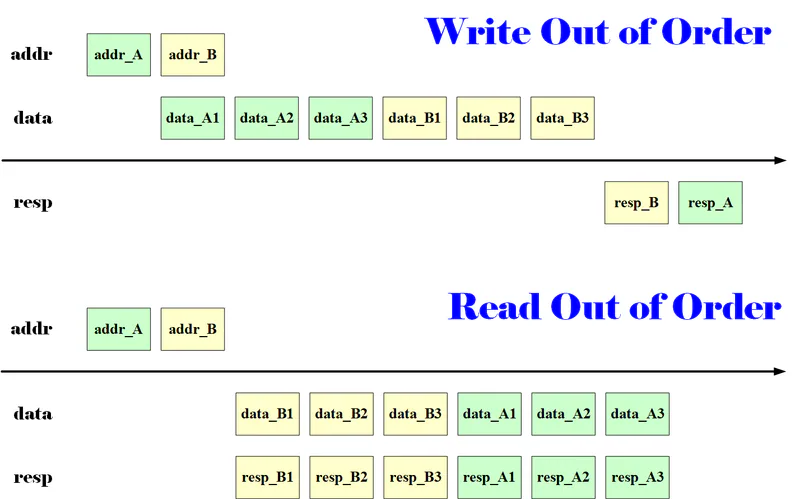 Write Out of Order
addr addr_A addr_B
data data_A1 data_A2 data_A3 data_B1 data_B2 data_B3
resp resp_B resp_A
Read Out of Order
addr addr_A addr_B
data data_B1 data_B2 data_B3 data_A1 data_A2 data_A3
resp resp_B1 resp_B2 resp_B3 resp_A1 resp_A2 resp_A3